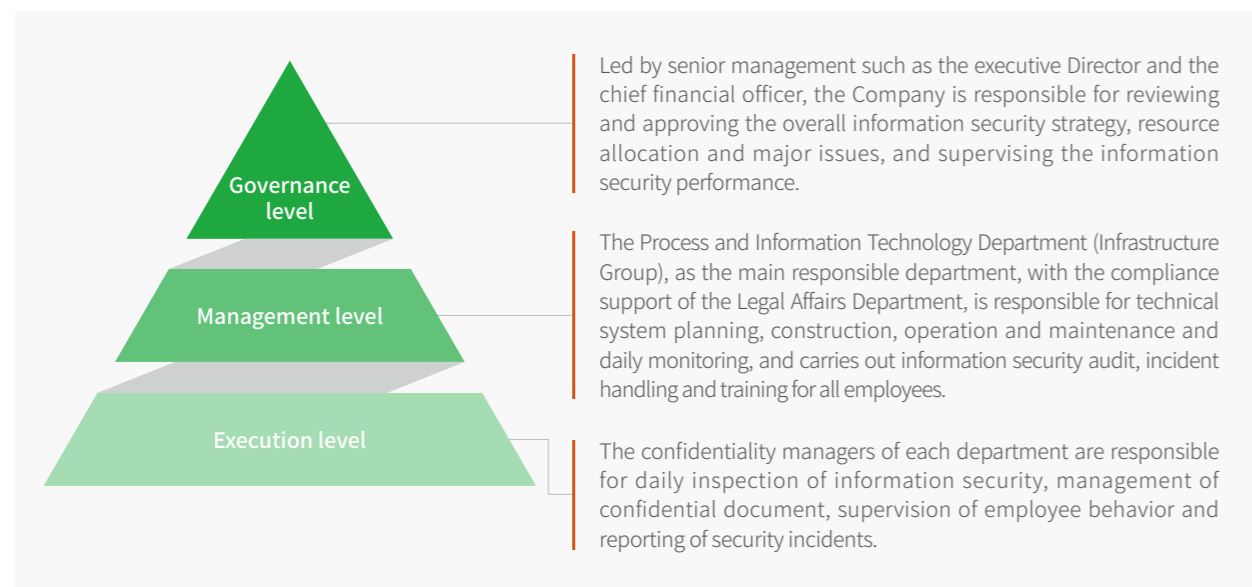 Governance
level
Led by senior management such as the executive Director and the
chief financial officer, the Company is responsible for reviewing
and approving the overall information security strategy, resource
allocation and major issues, and supervising the information
security performance.
Management level
The Process and Information Technology Department (Infrastructure
Group), as the main responsible department, with the compliance
support of the Legal Affairs Department, is responsible for technical
system planning, construction, operation and maintenance and
daily monitoring, and carries out information security audit, incident
handling and training for all employees.
Execution level
The confidentiality managers of each department are responsible
for daily inspection of information security, management of
confidential document, supervision of employee behavior and
reporting of security incidents.